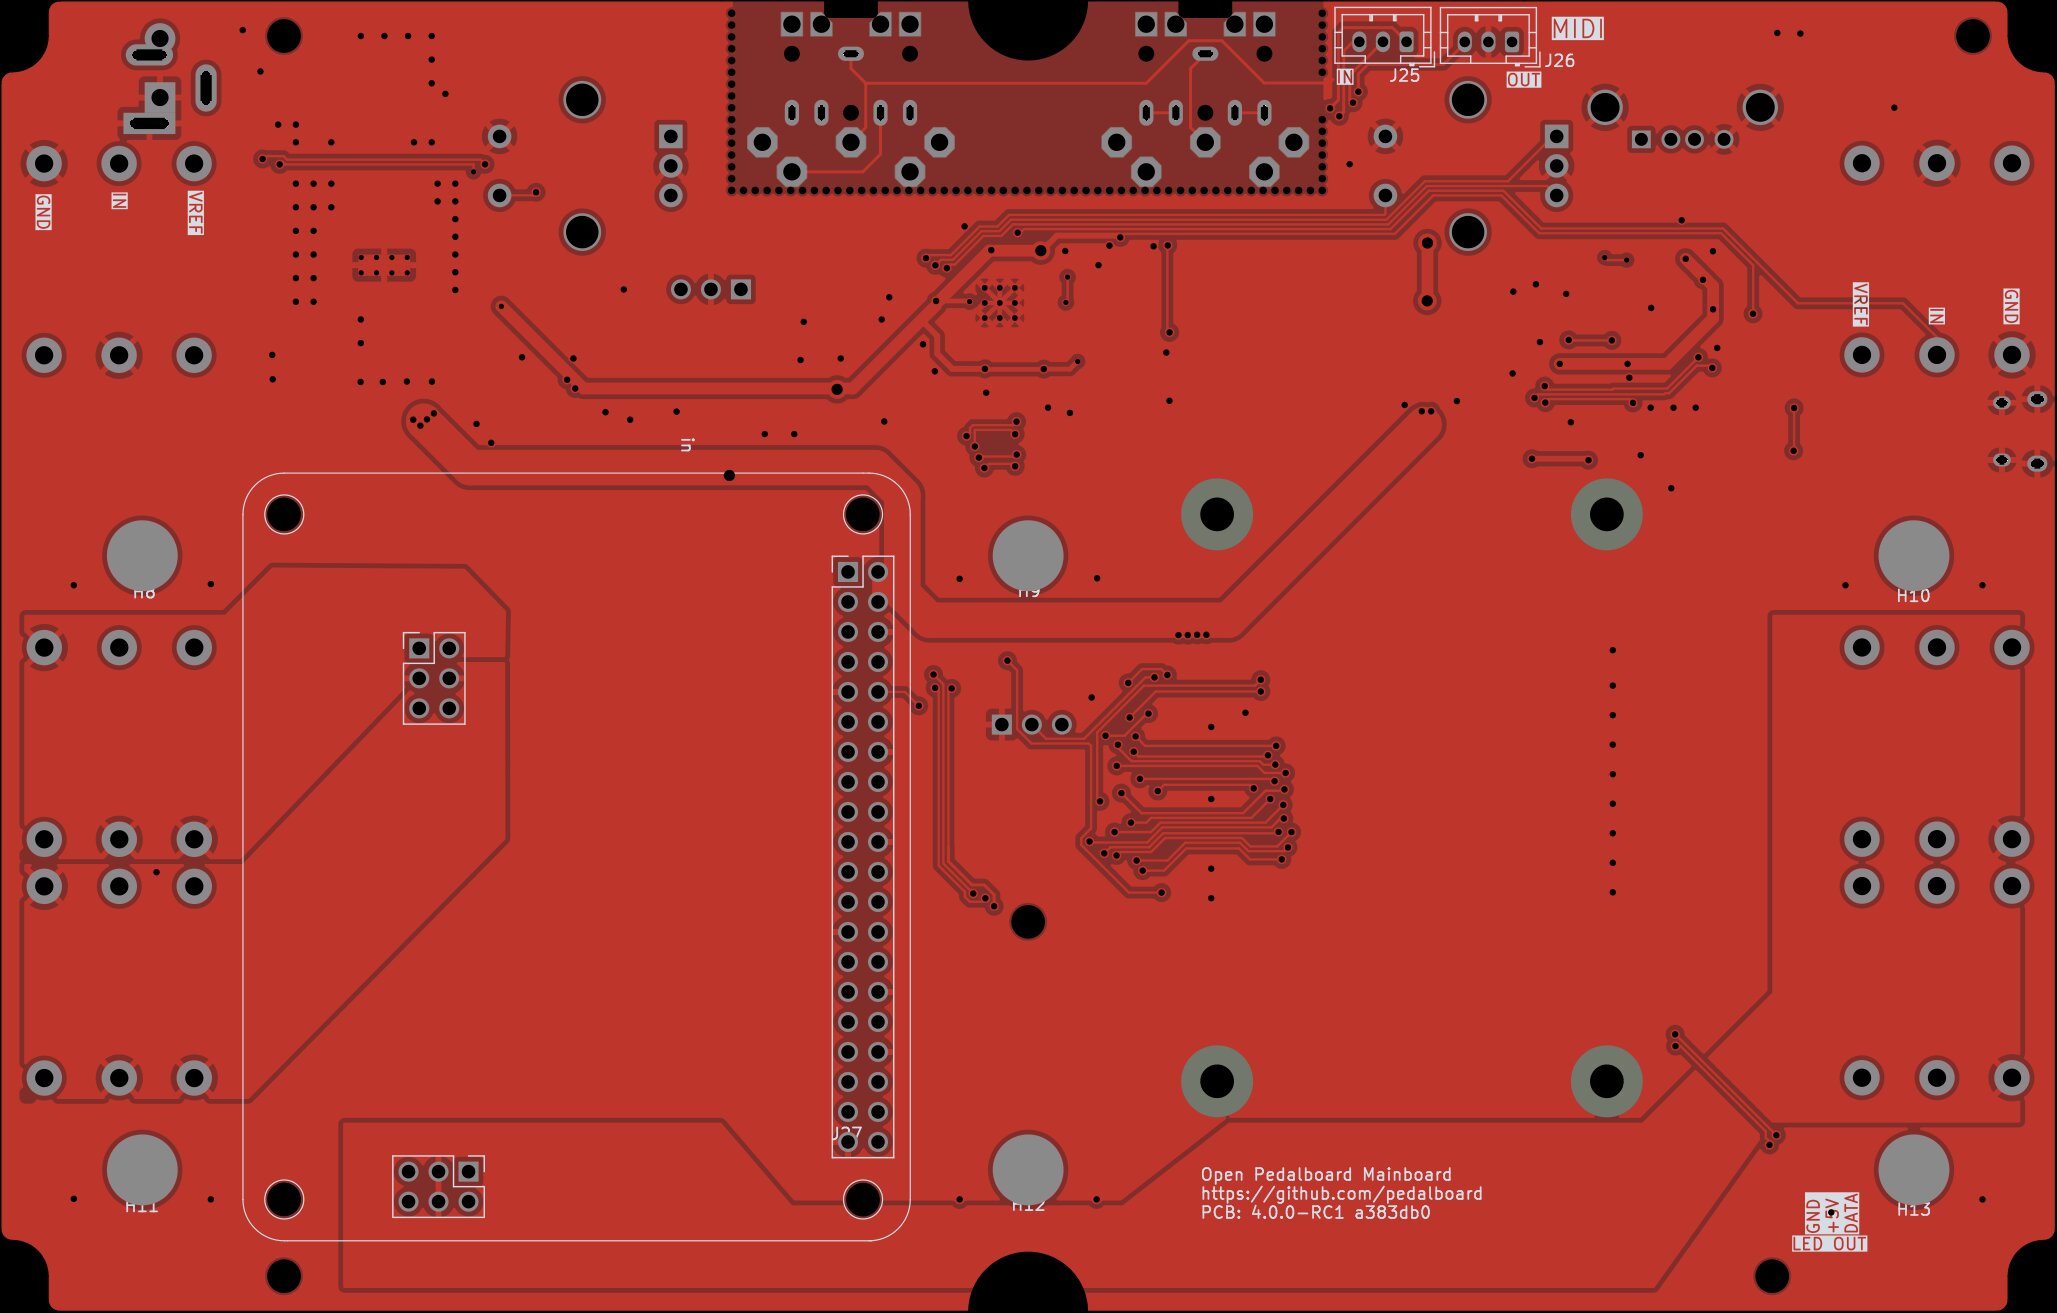 MIDI
J26
J25
IN
OUT
GND
IN
VREF
VREF
IN
GND
in
H8
H9
H10
J27
H11
H12
H13
Open Pedalboard Mainboard
https://github.com/pedalboard
PCB: 4.0.0-RC1 a383db0
GND
+5V
DATA
LED OUT